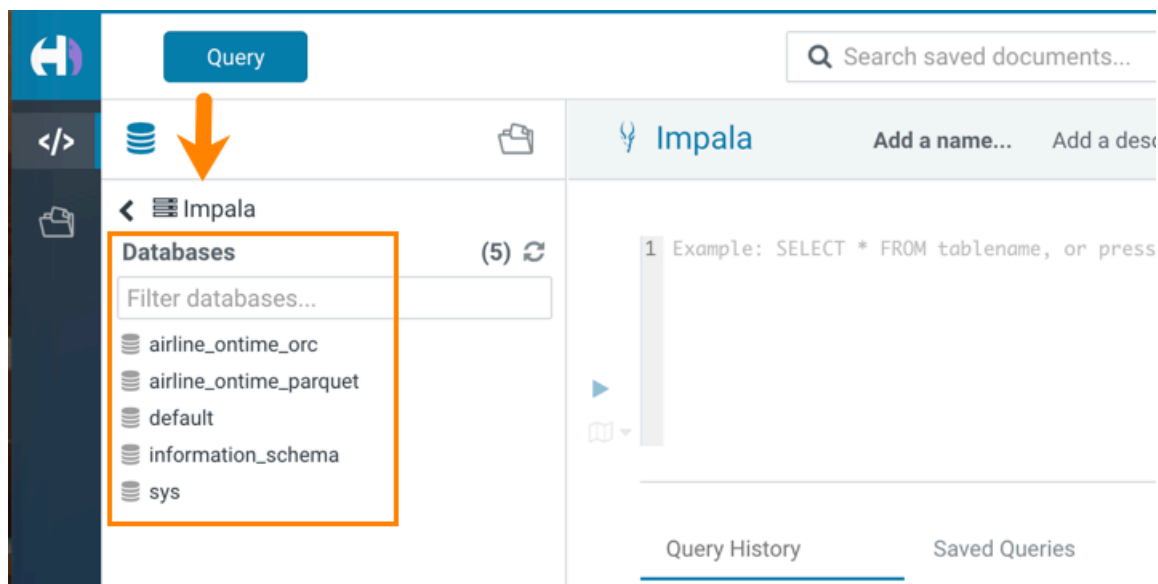 Query
Search saved documents...
</>
Impala
Add a name...
Add a desc
Impala
Databases
(5)
Filter databases...
airline_ontime_orc
airline_ontime_parquet
default
information_schema
sys
1 Example: SELECT * FROM tablename, or press
Query History
Saved Queries